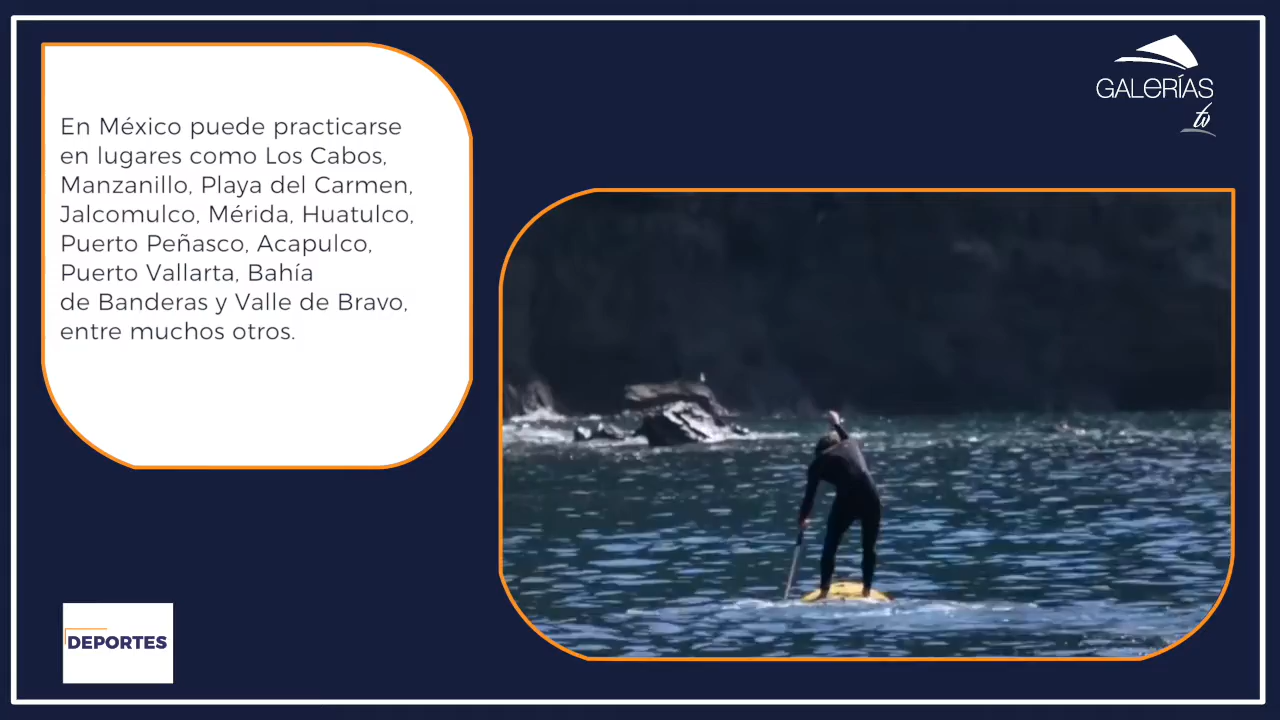 En México puede practicarse
en lugares como Los Cabos,
Manzanillo, Playa del Carmen,
Jalcomulco, Mérida, Huatulco,
Puerto Peñasco, Acapulco,
Puerto Vallarta, Bahía
de Banderas y Valle de Bravo,
entre muchos otros.
GALERÍAS
tv
DEPORTES